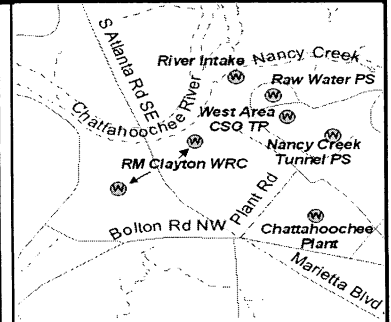 S Atlanta Rd SE
River Intake
Nancy Creek
Raw Water PS
Chattahoochee River
West Area
CSO TP
Nancy Creek
Tunnel PS
RM Clayton WRC
Plant Rd
Bolton Rd NW
Chattahoochee
Plant
Marietta Blvd
W
W
W
W
W
W
W